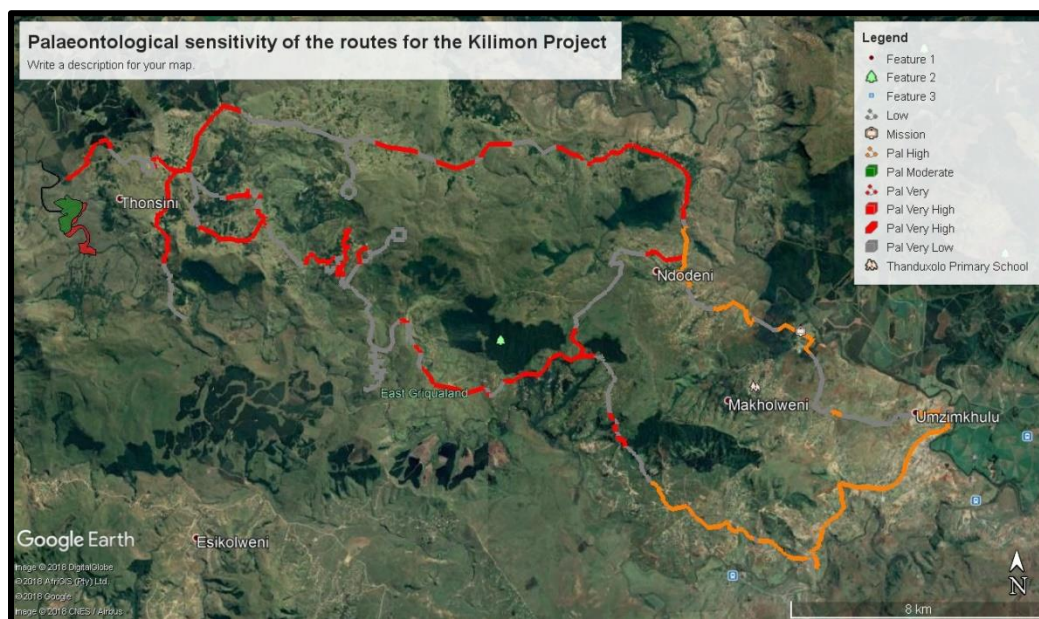 Palaeontological sensitivity of the routes for the Kilimon Project
Write a description for your map.
Legend
Feature 1
Feature 2
Feature 3
Low
Mission
Pal High
Pal Moderate
Pal Very
Pal Very High
Pal Very High
Pal Very Low
Thanduxolo Primary School
Thonsini
Ndodeni
East Griqualand
Makholweni
Umzimkhulu
Esikolweni
Google Earth
Image © 2018 DigitalGlobe
© 2018 AfriGIS (Pty) Ltd.
© 2018 Google
Image © 2018 CNES / Airbus
N
8 km